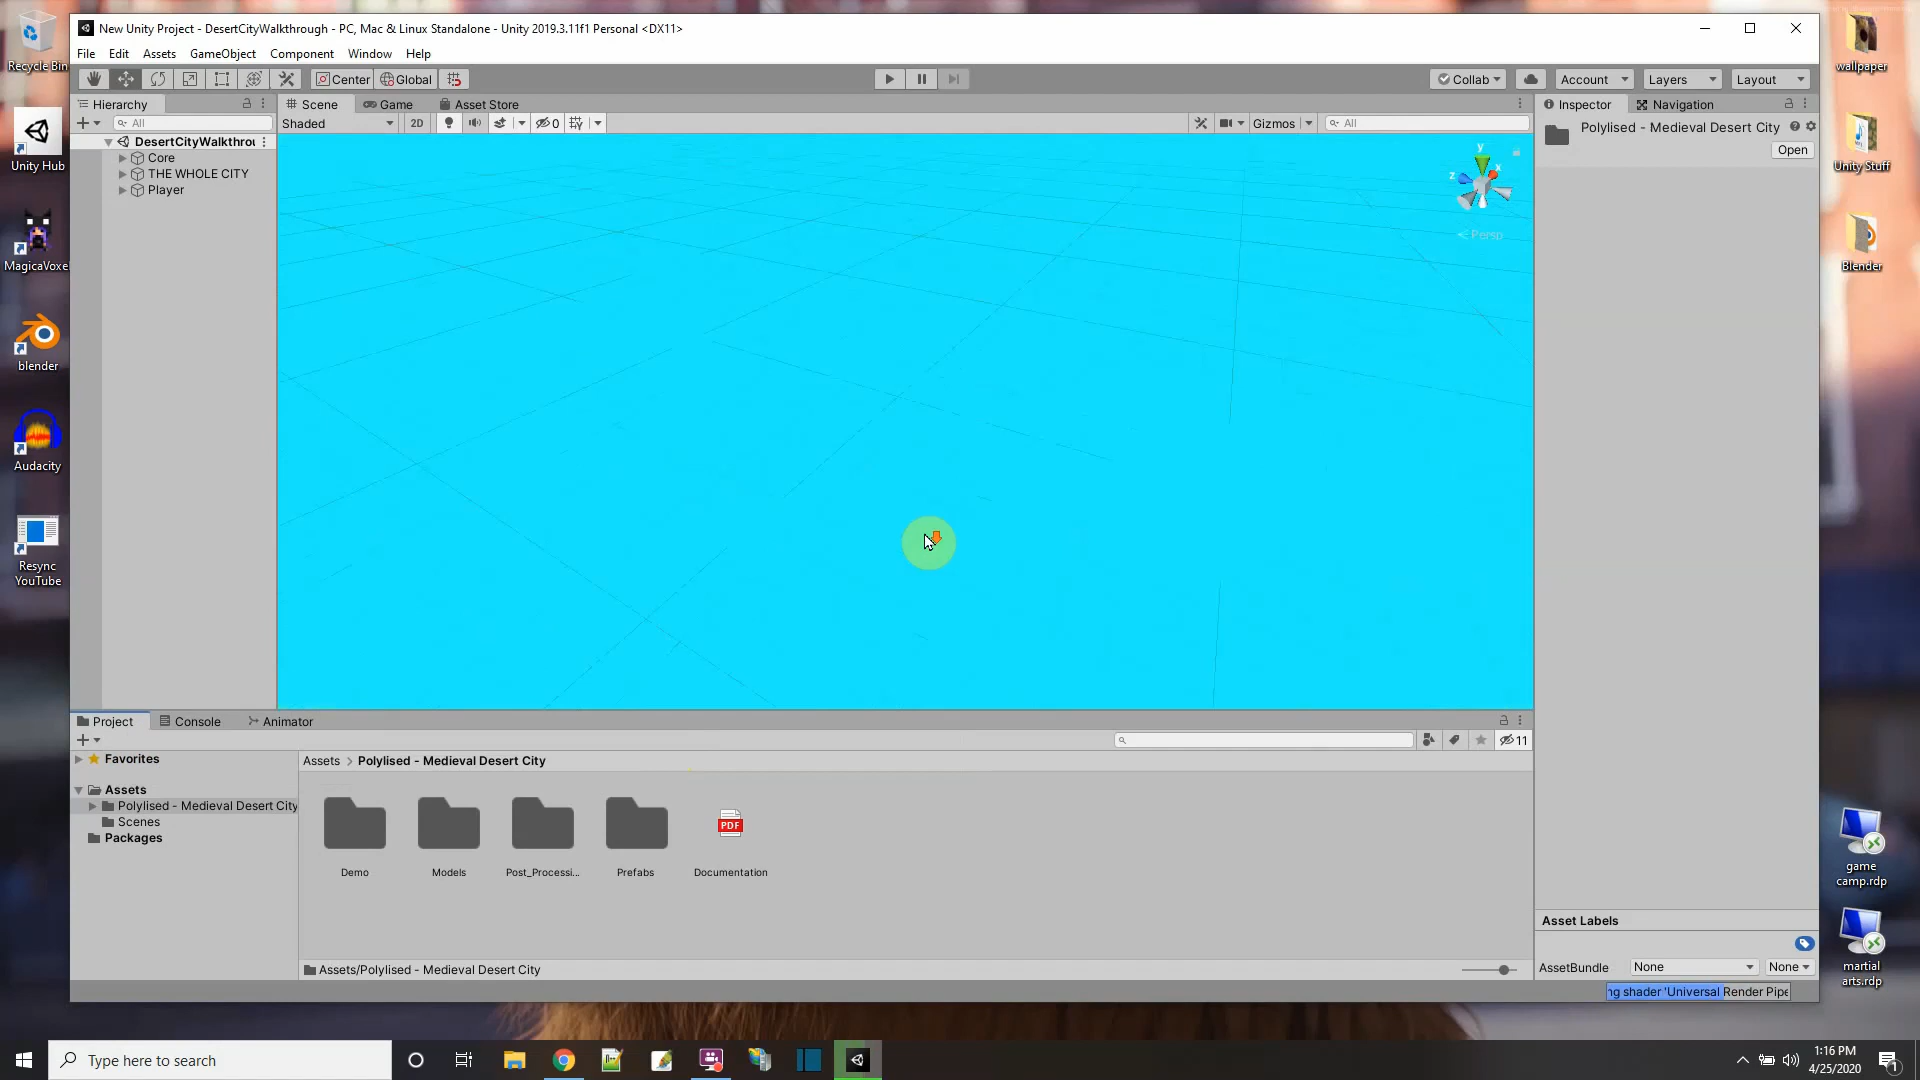 New Unity Project - DesertCityWalkthrough - PC, Mac & Linux Standalone - Unity 2019.3.11f1 Personal <DX11>
File Edit Assets GameObject Component Window Help
Center Global Collab Account Layers Layout
Hierarchy
All
DesertCityWalkthrou
Core
THE WHOLE CITY
Player
Scene Game Asset Store
Shaded 2D 0 Gizmos All
y
x
z
Persp
Inspector Navigation
Polylised - Medieval Desert City
Open
Project Console Animator
11
Favorites
Assets
Polylised - Medieval Desert City
Scenes
Packages
Assets > Polylised - Medieval Desert City
Demo
Models
Post_Processi...
Prefabs
PDF
Documentation
Assets/Polylised - Medieval Desert City
Asset Labels
AssetBundle None None
ng shader 'Universal Render Pipe
Recycle Bin
Unity Hub
MagicaVoxel
blender
Audacity
Resync
YouTube
wallpaper
Unity Stuff
Blender
game
camp.rdp
martial
arts.rdp
Type here to search
1:16 PM
4/25/2020
1